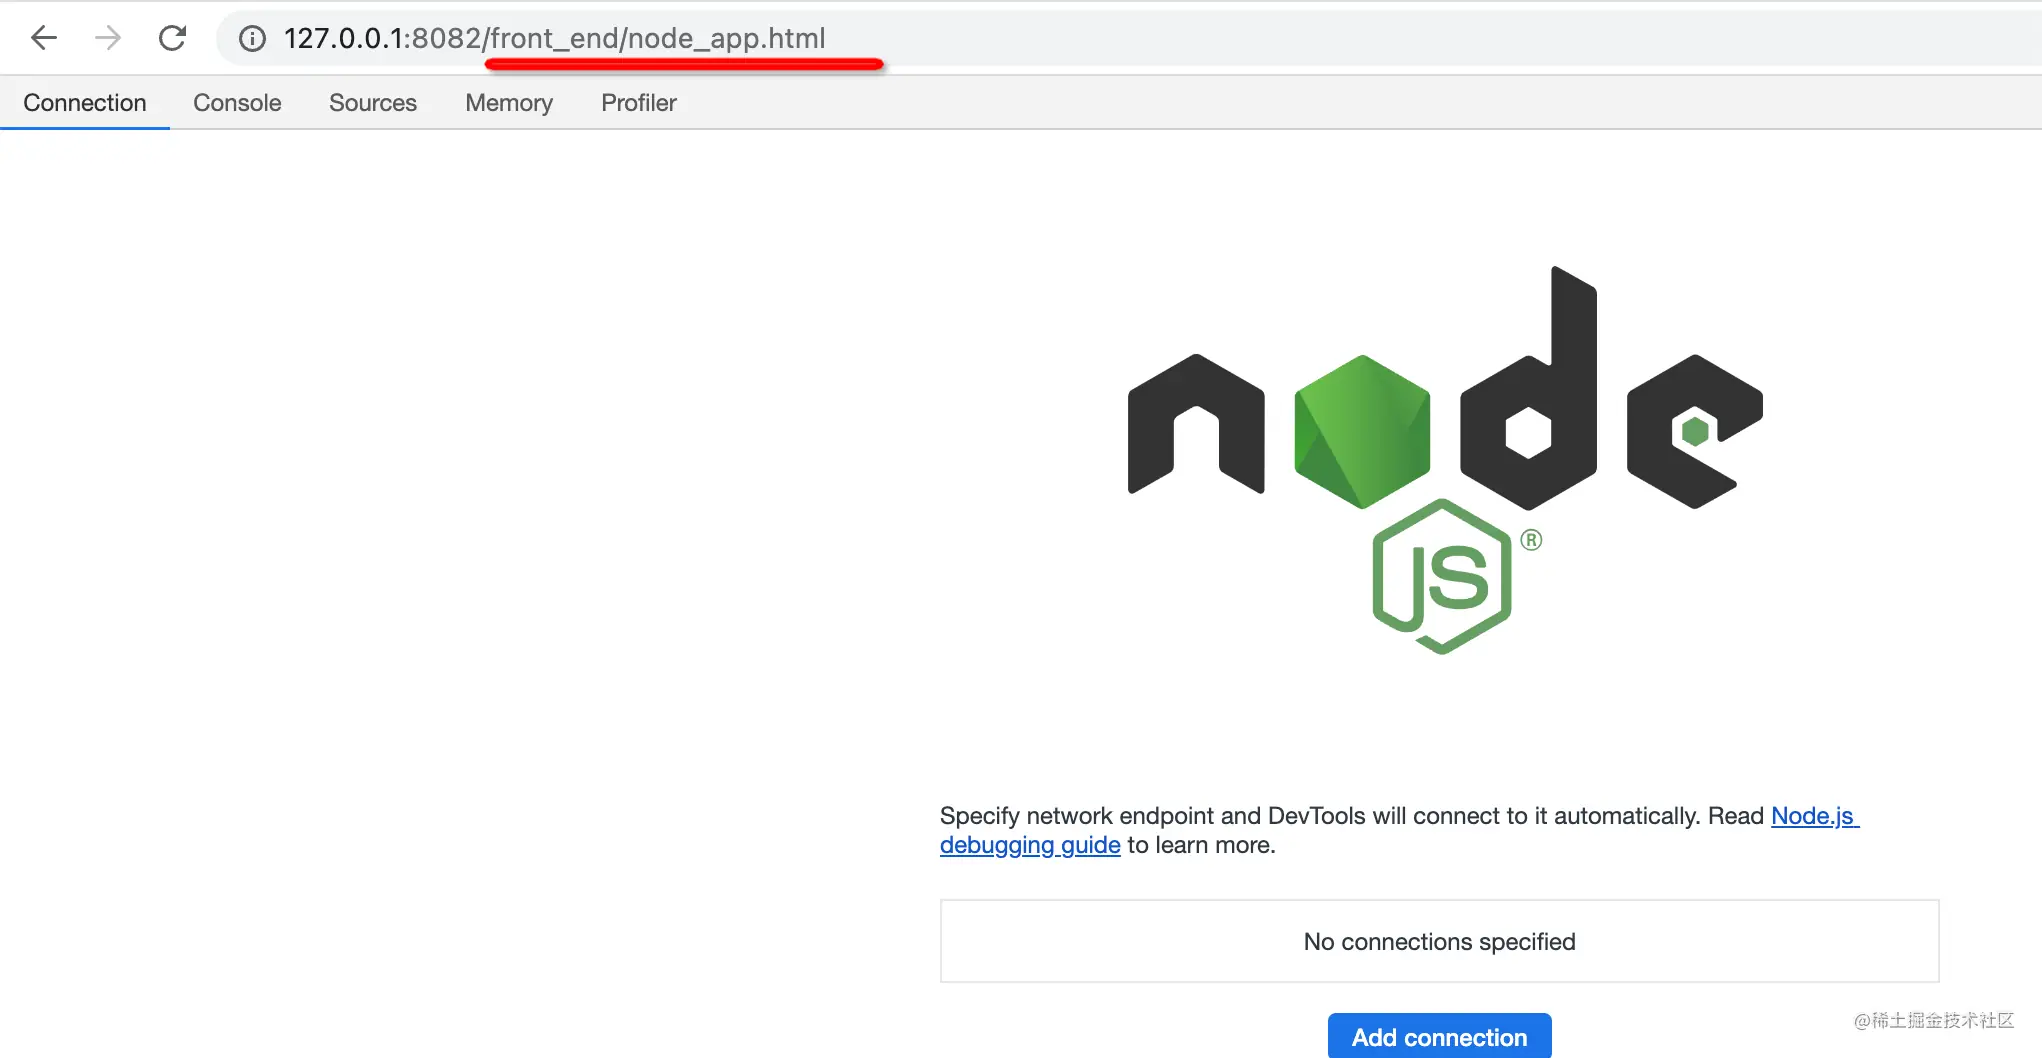 127.0.0.1:8082/front_end/node_app.html
Connection Console Sources Memory Profiler
node
JS ®
Specify network endpoint and DevTools will connect to it automatically. Read Node.js
debugging guide to learn more.
No connections specified
Add connection
@稀土掘金技术社区